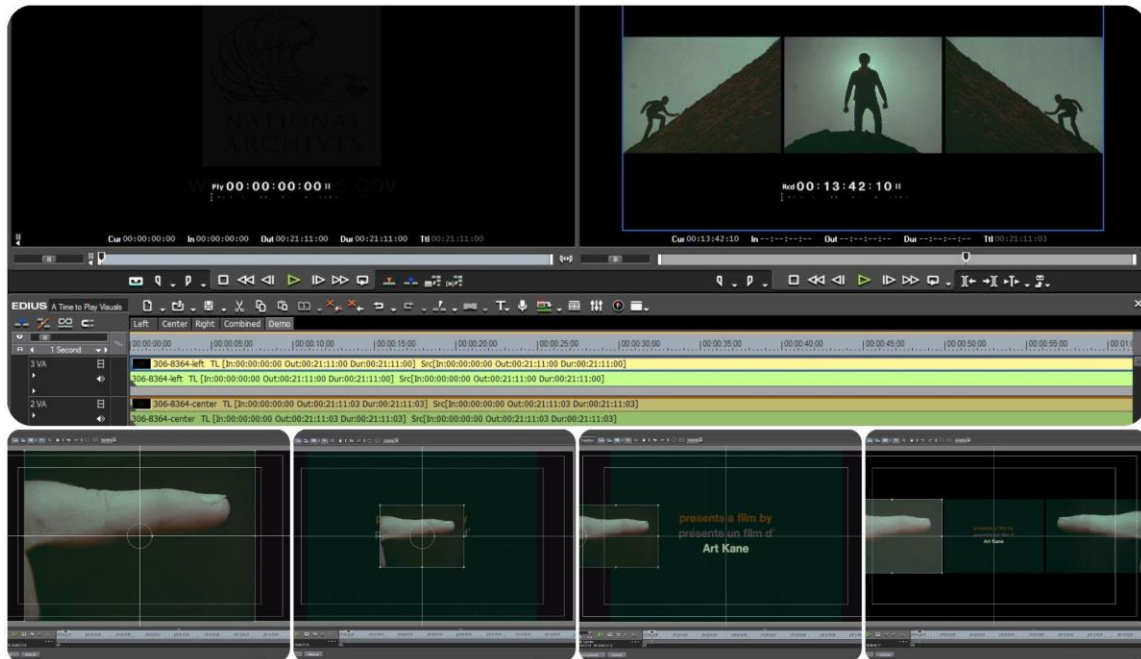 NATIONAL
ARCHIVES
Ply 00:00:00:00 II
Cur 00:00:00:00 In 00:00:00:00 Out 00:21:11:00 Dur 00:21:11:00 Ttl 00:21:11:00
Rcd 00:13:42:10 II
Cur 00:13:42:10 In --:--:--:-- Out --:--:--:-- Dur --:--:--:-- Ttl 00:21:11:03
EDIUS A Time to Play Visuals
Left Center Right Combined Demo
1 Second
00:00:00:00 00:00:05:00 00:00:10:00 00:00:15:00 00:00:20:00 00:00:25:00 00:00:30:00 00:00:35:00 00:00:40:00 00:00:45:00 00:00:50:00 00:00:55:00
3 VA
306-8364-left TL [In:00:00:00:00 Out:00:21:11:00 Dur:00:21:11:00] Src[In:00:00:00:00 Out:00:21:11:00 Dur:00:21:11:00]
306-8364-left TL [In:00:00:00:00 Out:00:21:11:00 Dur:00:21:11:00] Src[In:00:00:00:00 Out:00:21:11:00 Dur:00:21:11:00]
2 VA
306-8364-center TL [In:00:00:00:00 Out:00:21:11:03 Dur:00:21:11:03] Src[In:00:00:00:00 Out:00:21:11:03 Dur:00:21:11:03]
306-8364-center TL [In:00:00:00:00 Out:00:21:11:03 Dur:00:21:11:03] Src[In:00:00:00:00 Out:00:21:11:03 Dur:00:21:11:03]
presents a film by
présente un film d'
Art Kane
presents a film by
présente un film d'
Art Kane